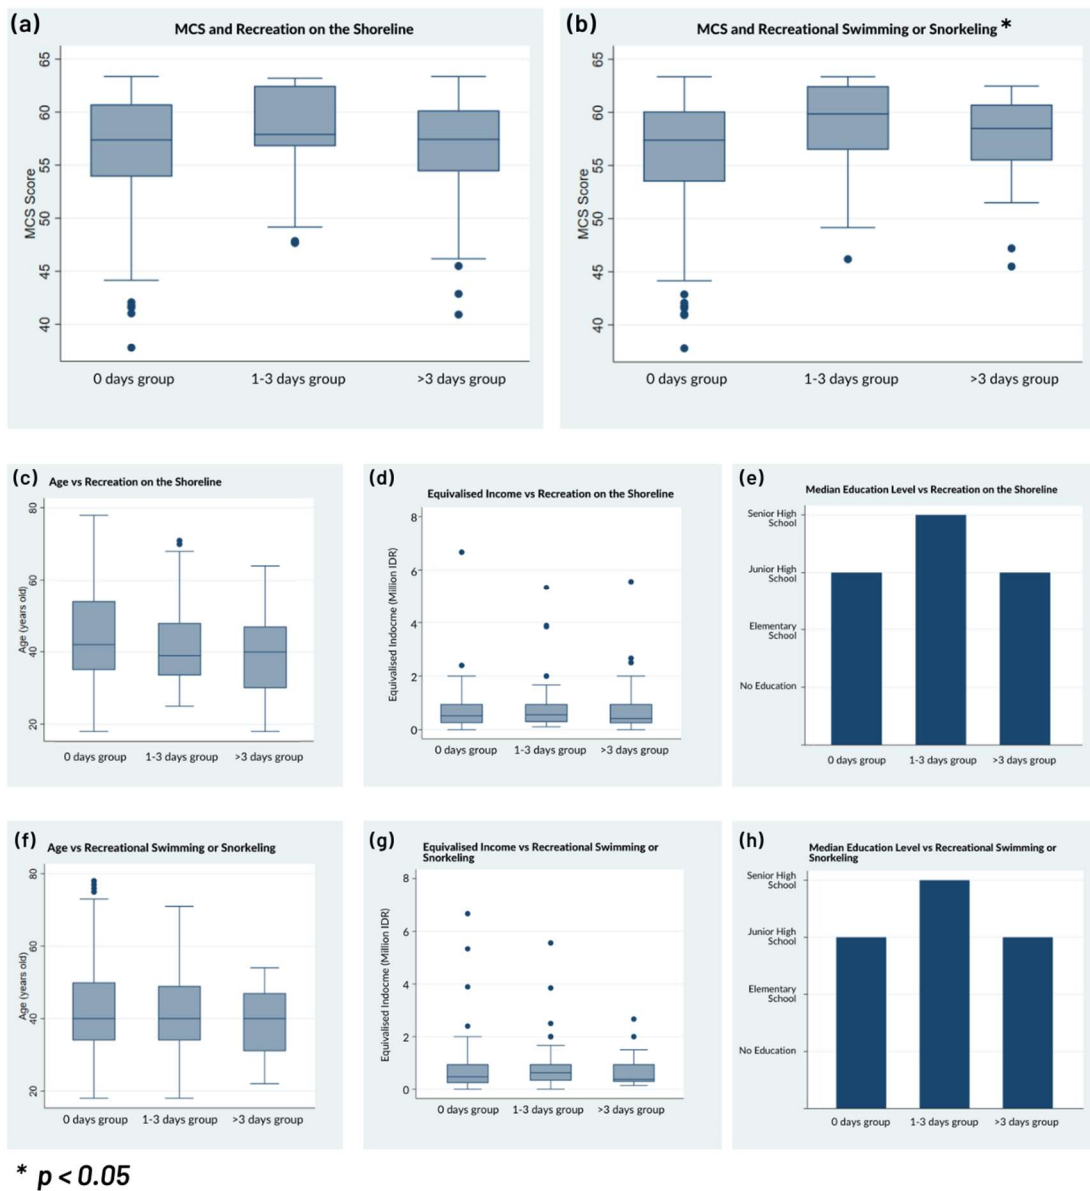 (a)
MCS and Recreation on the Shoreline
65
60
55
50
45
40
MCS Score
0 days group 1-3 days group >3 days group
(b)
MCS and Recreational Swimming or Snorkeling *
65
60
55
50
45
40
MCS Score
0 days group 1-3 days group >3 days group
(c)
Age vs Recreation on the Shoreline
80
60
40
20
Age (years old)
0 days group 1-3 days group >3 days group
(d)
Equivalised Income vs Recreation on the Shoreline
8
6
4
2
0
Equivalised Indocme (Million IDR)
0 days group 1-3 days group >3 days group
(e)
Median Education Level vs Recreation on the Shoreline
Senior High
School
Junior High
School
Elementary
School
No Education
0 days group 1-3 days group >3 days group
(f)
Age vs Recreational Swimming or Snorkeling
80
60
40
20
Age (years old)
0 days group 1-3 days group >3 days group
(g)
Equivalised Income vs Recreational Swimming or
Snorkeling
8
6
4
2
0
Equivalised Indocme (Million IDR)
0 days group 1-3 days group >3 days group
(h)
Median Education Level vs Recreational Swimming or
Snorkeling
Senior High
School
Junior High
School
Elementary
School
No Education
0 days group 1-3 days group >3 days group
* p < 0.05